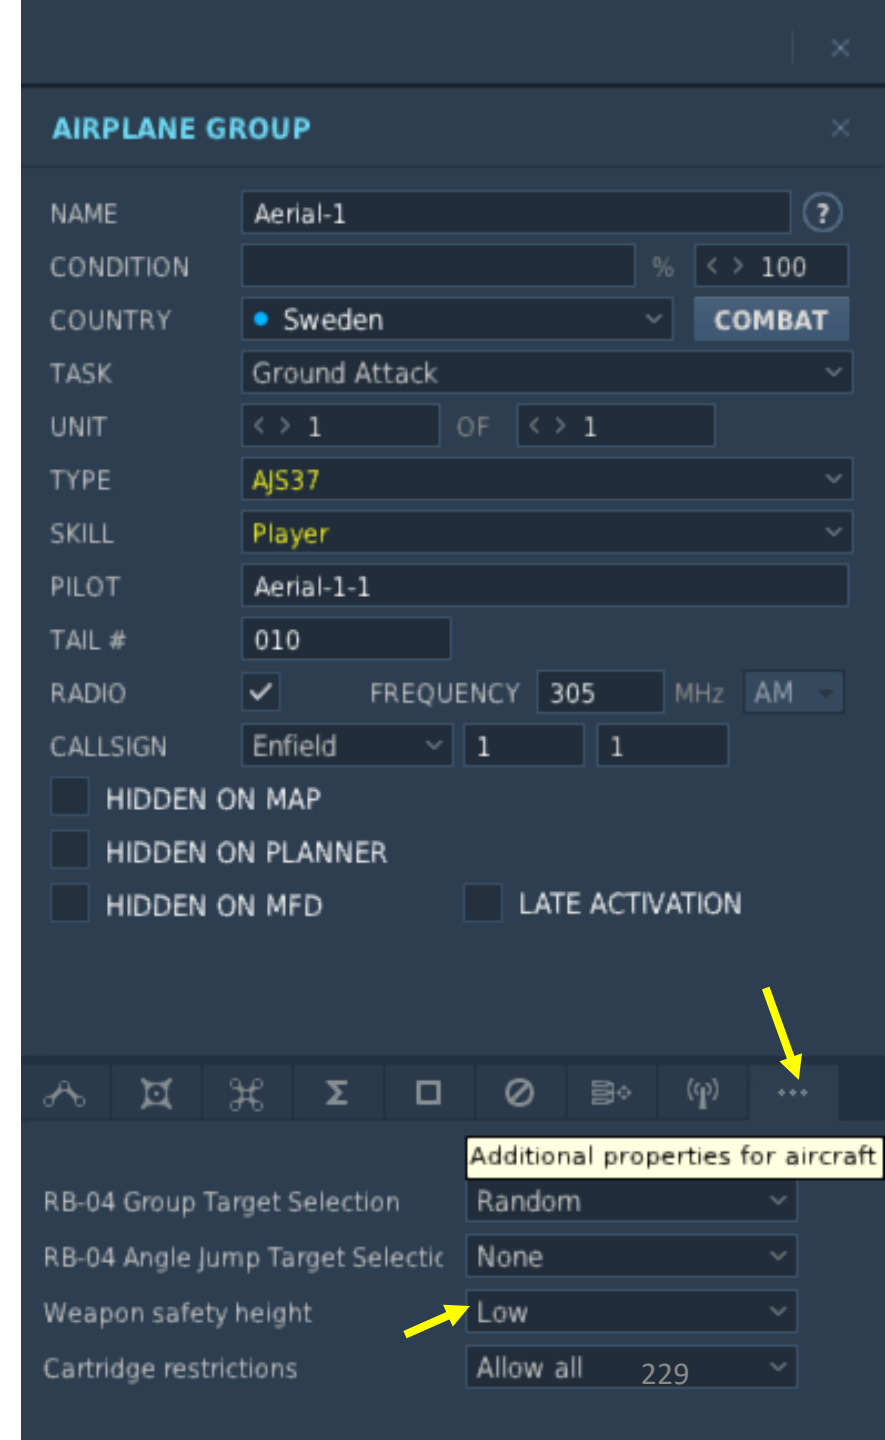 AIRPLANE GROUP
NAME Aerial-1 ?
CONDITION % < > 100
COUNTRY Sweden COMBAT
TASK Ground Attack
UNIT < > 1 OF < > 1
TYPE AJS37
SKILL Player
PILOT Aerial-1-1
TAIL # 010
RADIO FREQUENCY 305 MHz AM
CALLSIGN Enfield 1 1
HIDDEN ON MAP
HIDDEN ON PLANNER
HIDDEN ON MFD LATE ACTIVATION
Additional properties for aircraft
RB-04 Group Target Selection Random
RB-04 Angle Jump Target Selectic None
Weapon safety height Low
Cartridge restrictions Allow all 229